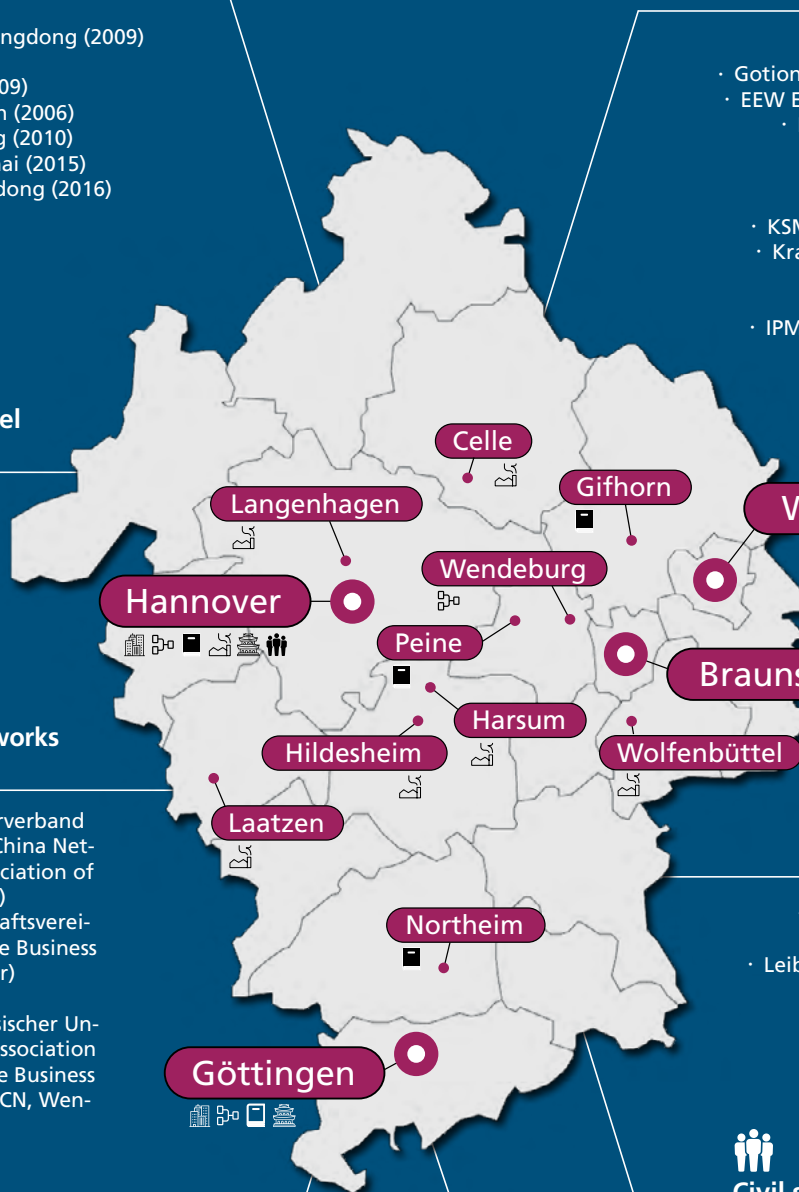 ngdong (2009)
09)
n (2006)
g (2010)
ai (2015)
dong (2016)
el
vorks
rverband
China Net-
ciation of
)
aftsverei-
e Business
r)
sischer Un-
ssociation
e Business
CN, Wen-
· Gotion
· EEW E
·
· KSM
· Kra
· IPM
Celle
Gifhorn
Langenhagen
W
Wendeburg
Hannover
Peine
Brauns
Harsum
Hildesheim
Wolfenbüttel
Laatzen
Northeim
· Leib
Göttingen
Civil s